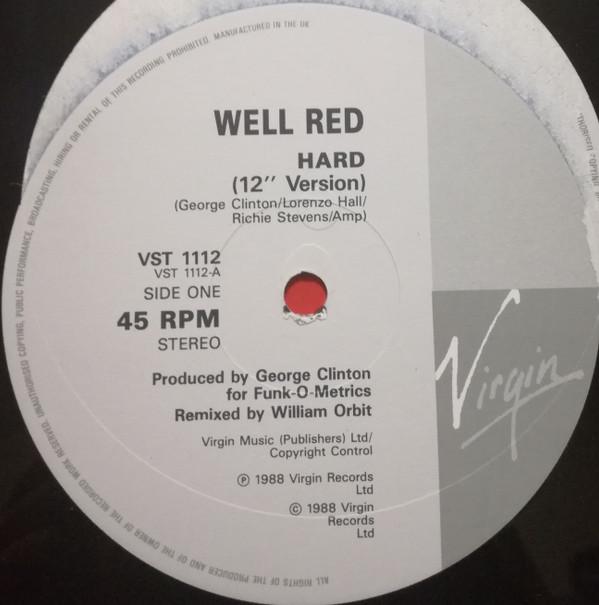 ALL RIGHTS OF THE PRODUCER AND OF THE OWNER OF THE RECORDED WORK RESERVED. UNAUTHORISED COPYING, PUBLIC PERFORMANCE, BROADCASTING, HIRING OR RENTAL OF THIS RECORDING PROHIBITED. MANUFACTURED IN THE UK
WELL RED
HARD
(12'' Version)
(George Clinton/Lorenzo Hall/
Richie Stevens/Amp)
VST 1112
VST 1112-A
SIDE ONE
45 RPM
STEREO
Produced by George Clinton
for Funk-O-Metrics
Remixed by William Orbit
Virgin Music (Publishers) Ltd/
Copyright Control
℗ 1988 Virgin Records
Ltd
© 1988 Virgin
Records
Ltd
Virgin